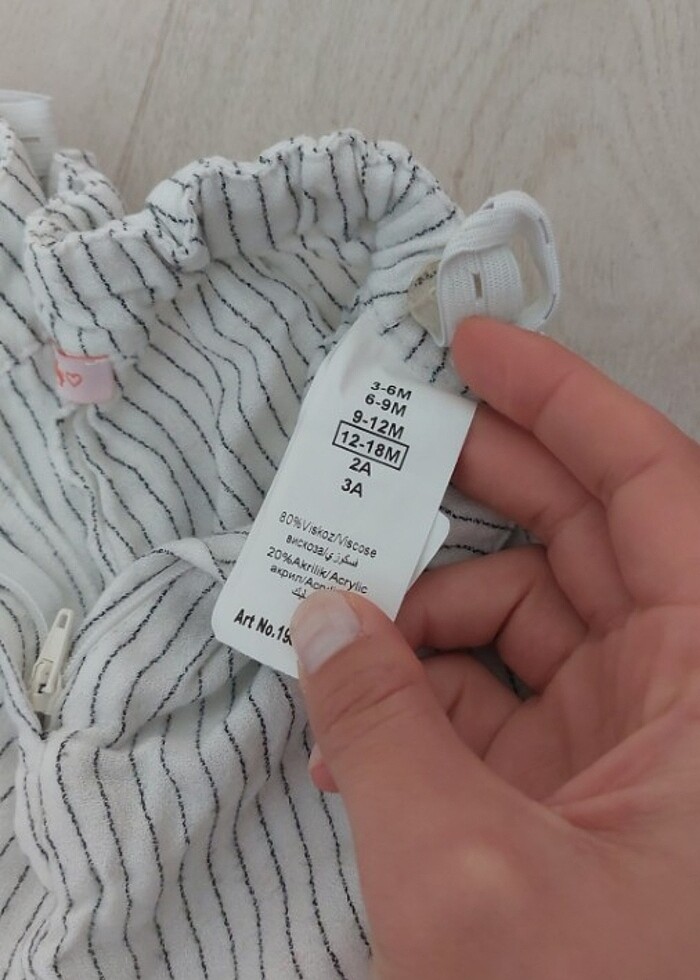 3-6M
6-9M
9-12M
12-18M
2A
3A
80%Viskoz/Viscose
вискоза/فسكوزي
20%Akrilik/Acrylic
акрил/Acrylic
Art No.19